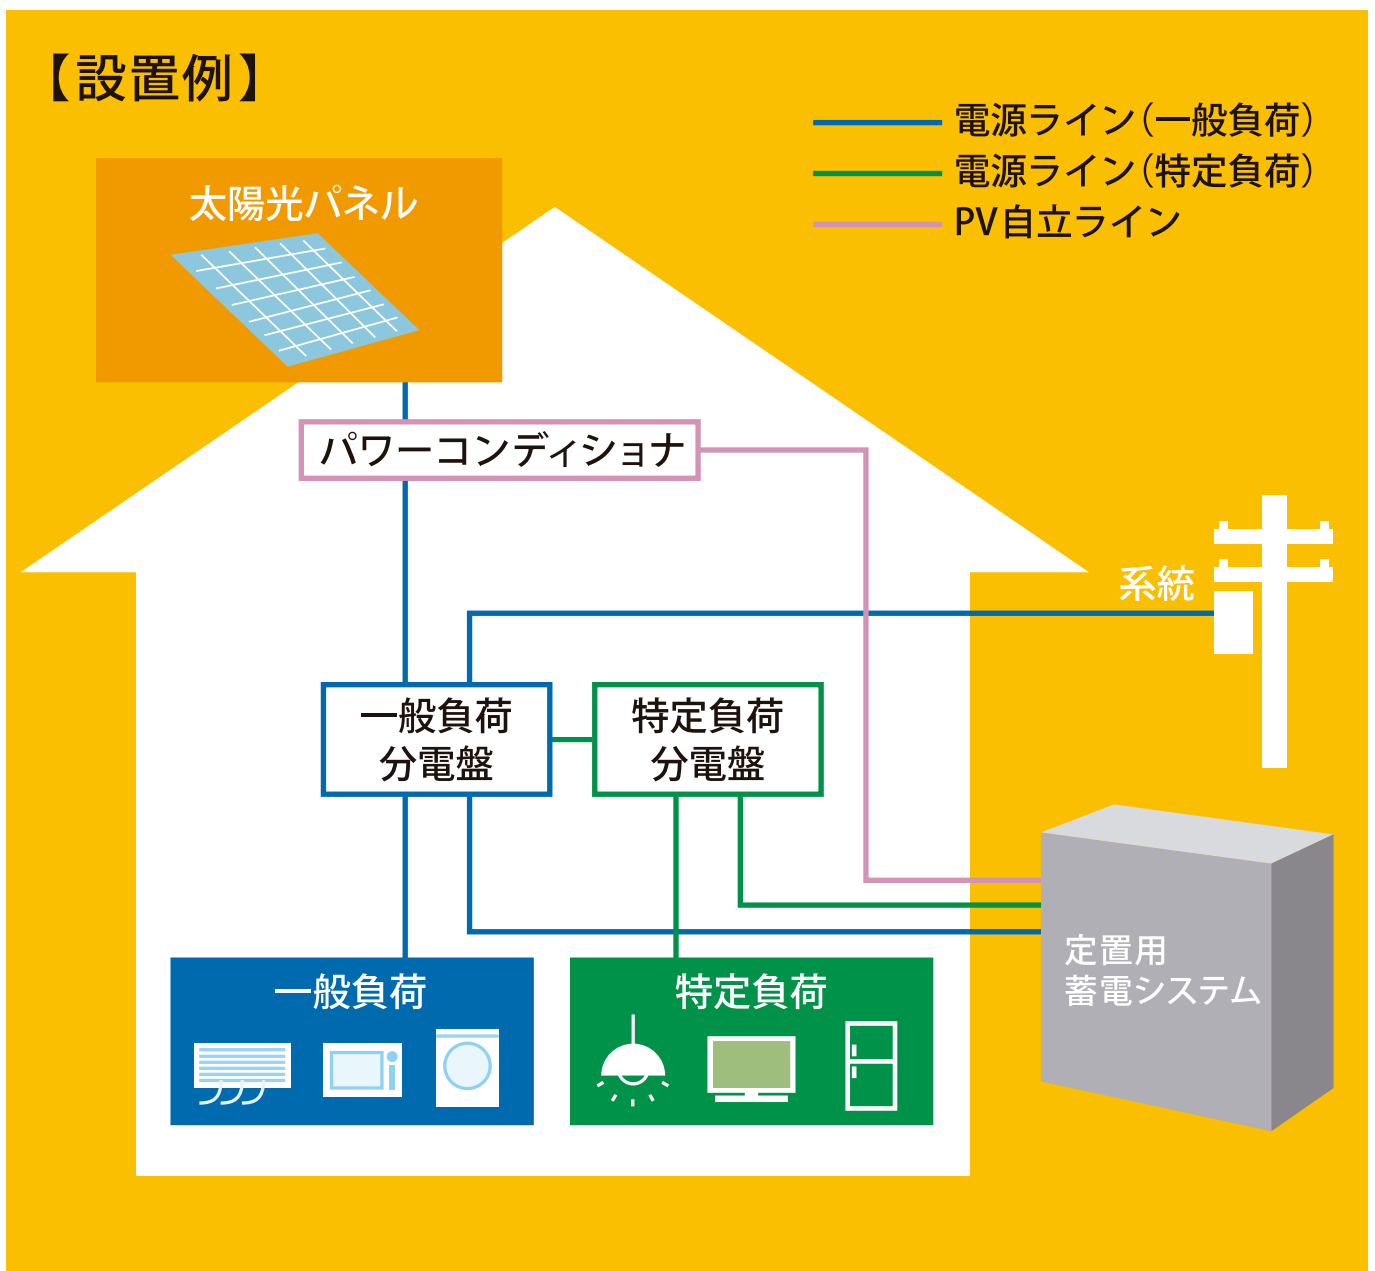 【設置例】
電源ライン（一般負荷）
電源ライン（特定負荷）
PV自立ライン
太陽光パネル
パワーコンディショナ
系統
一般負荷
分電盤
特定負荷
分電盤
定置用
蓄電システム
一般負荷
特定負荷